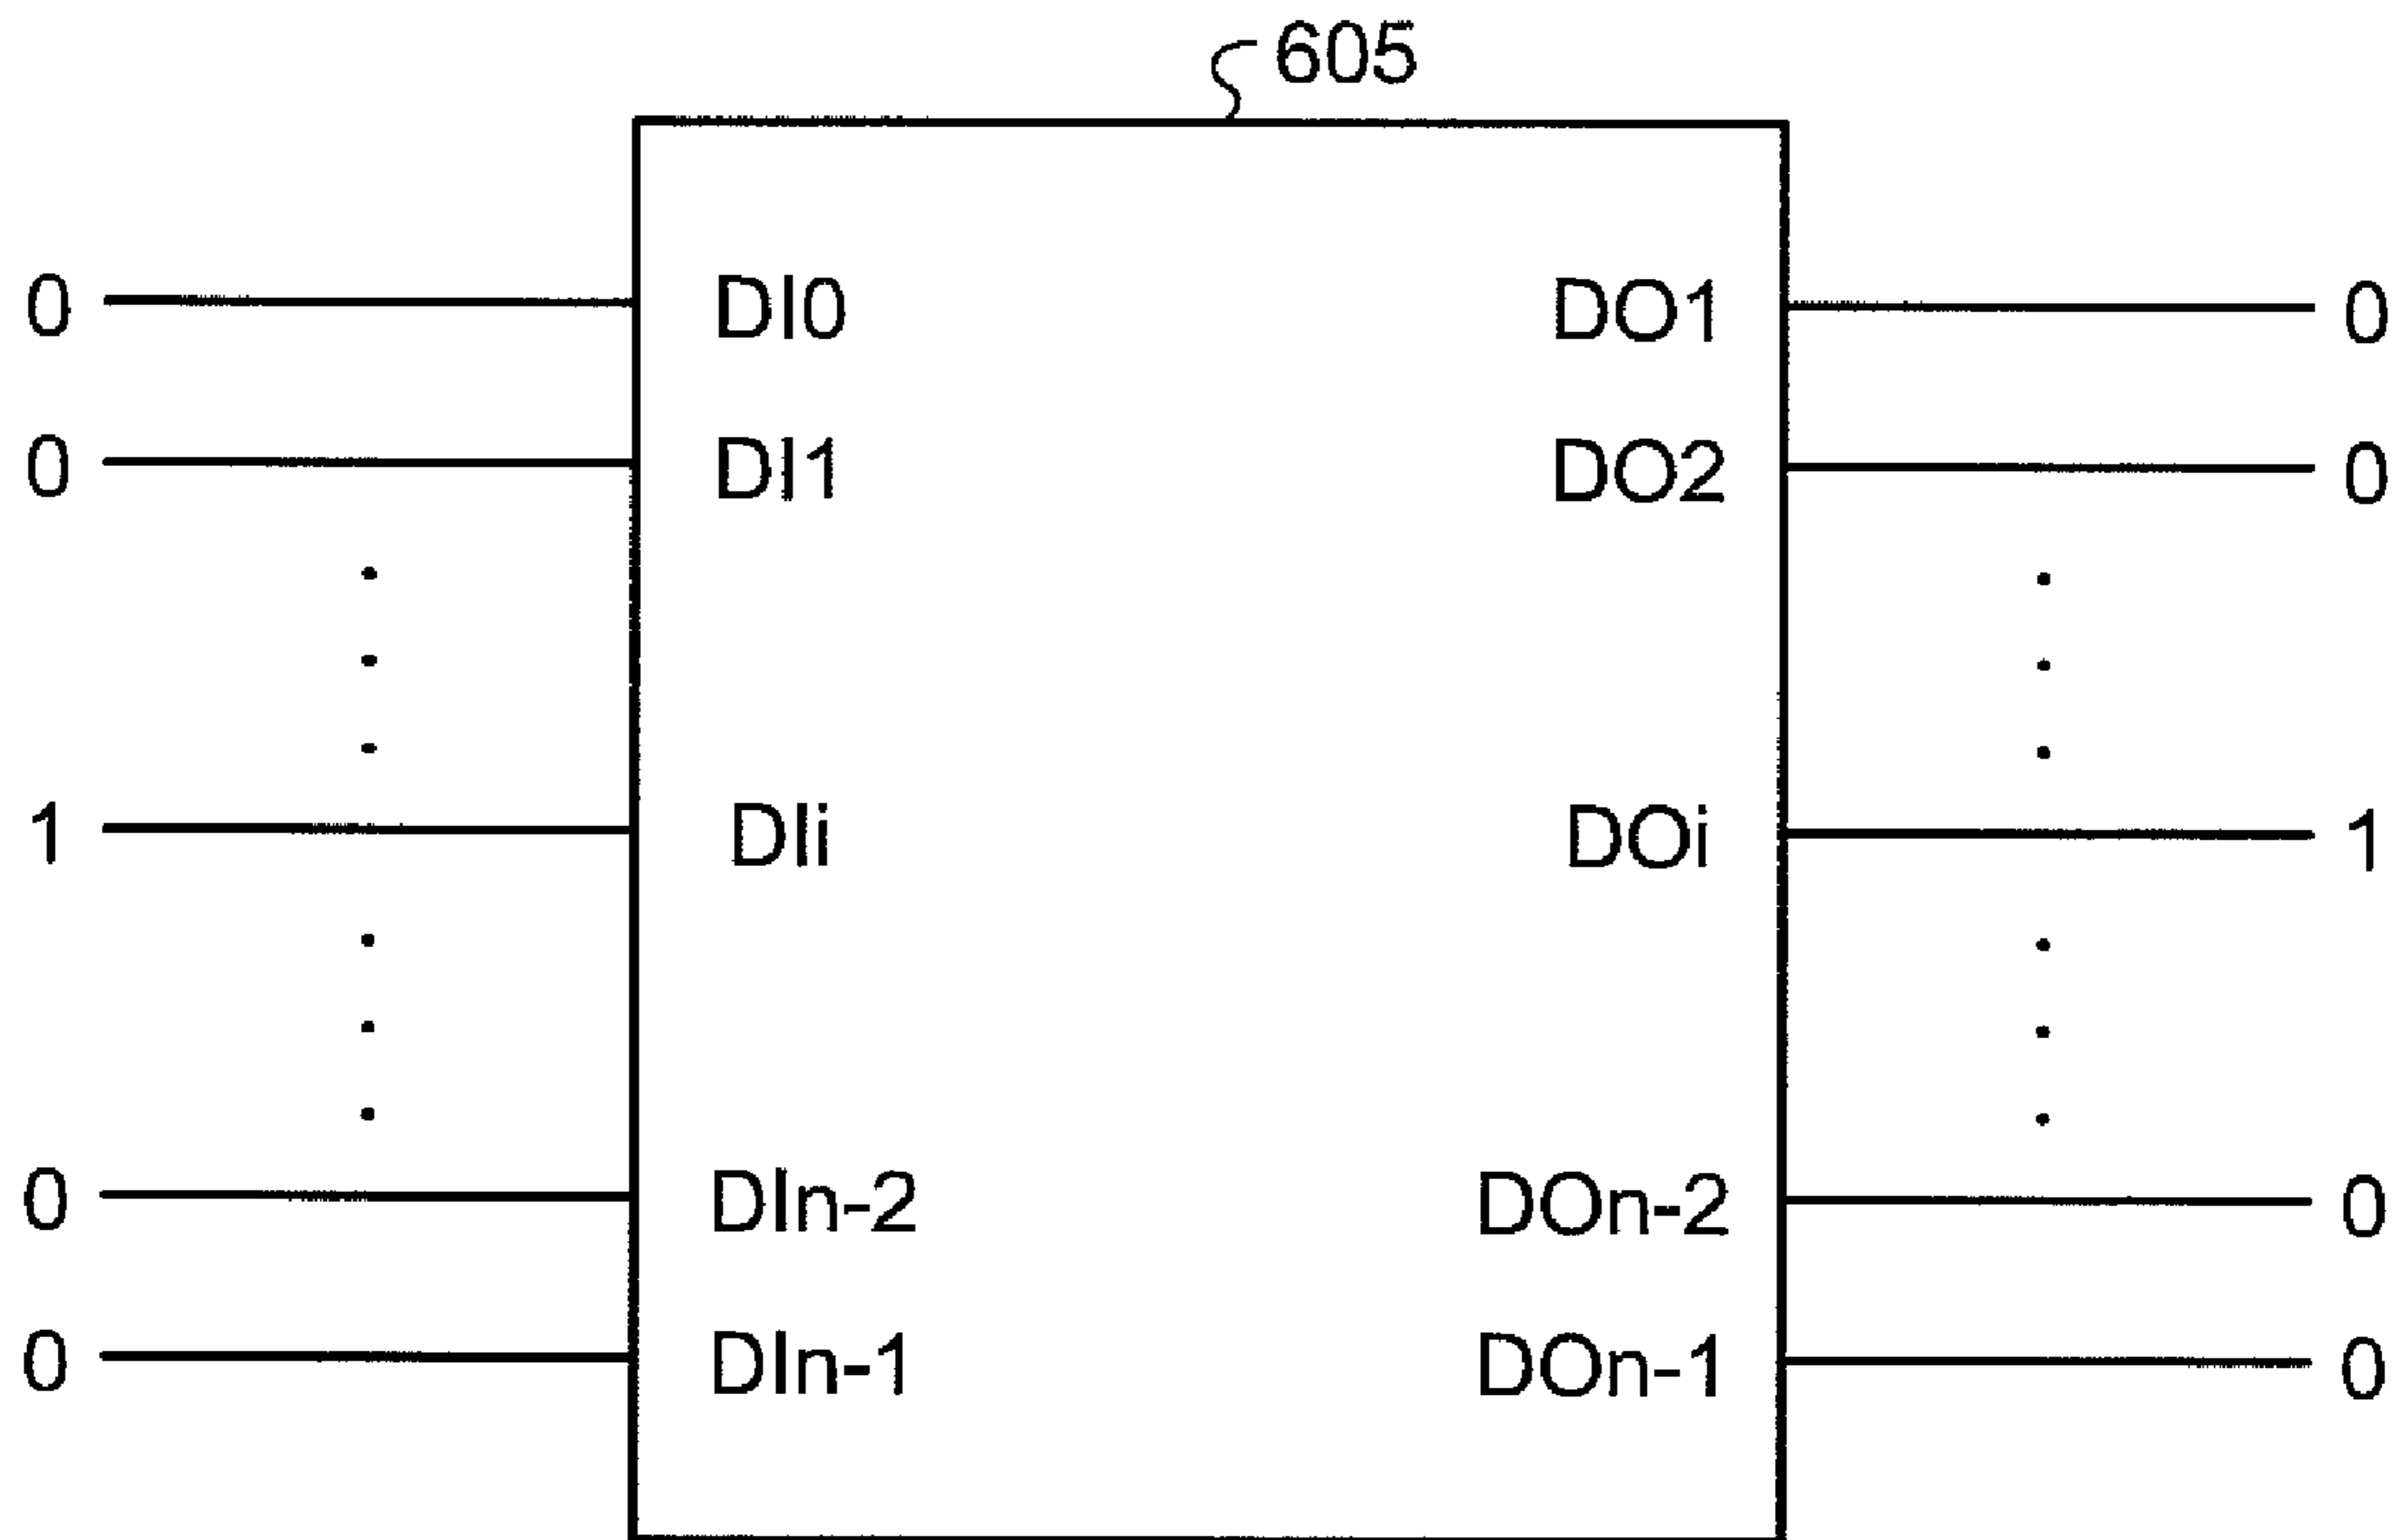 605
0 DI0 DO1 0
0 DI1 DO2 0
1 DIi DOi 1
0 DIn-2 DOn-2 0
0 DIn-1 DOn-1 0